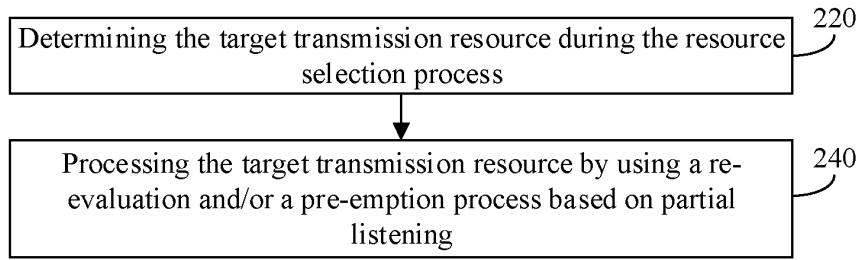 220
Determining the target transmission resource during the resource
selection process
240
Processing the target transmission resource by using a re-
evaluation and/or a pre-emption process based on partial
listening